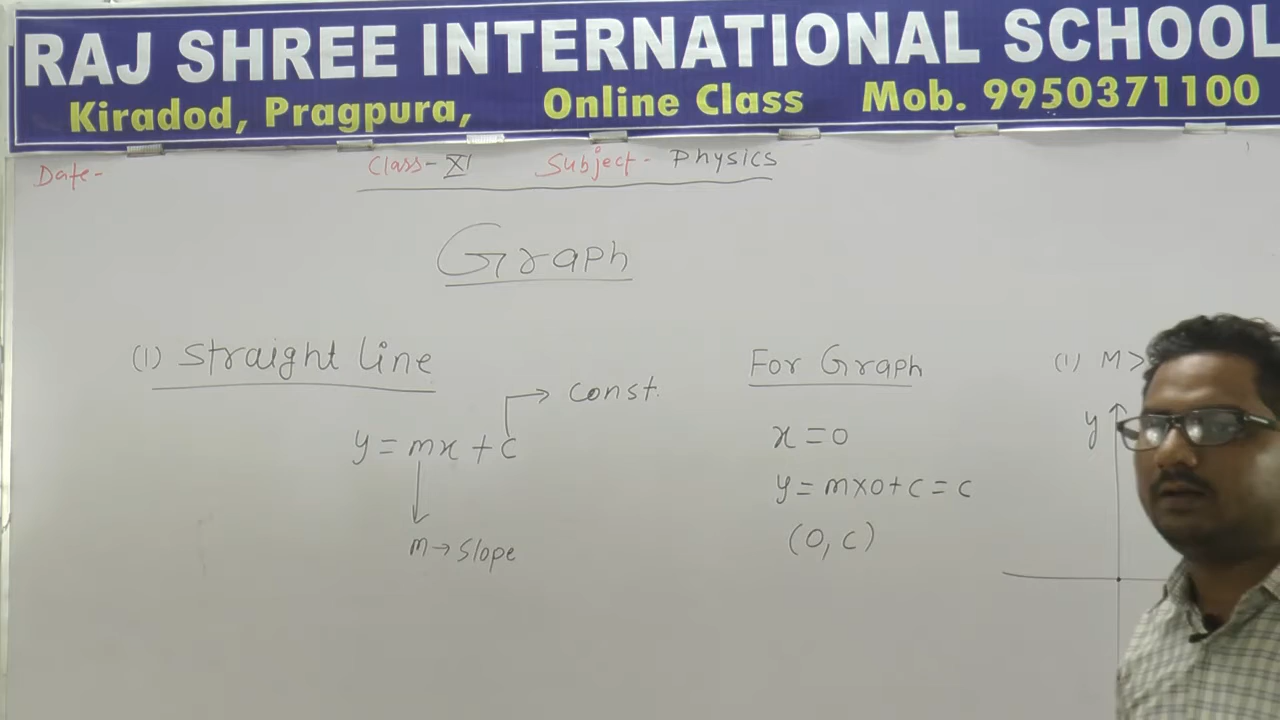 RAJ SHREE INTERNATIONAL SCHOOL
Kiradod, Pragpura, Online Class Mob. 9950371100
Date-
Class-XI Subject- Physics
Graph
(1) Straight Line
y = mx + c
→ Const.
m → Slope
For Graph
x = 0
y = m×0+c = c
(0, c)
(1) M>
y